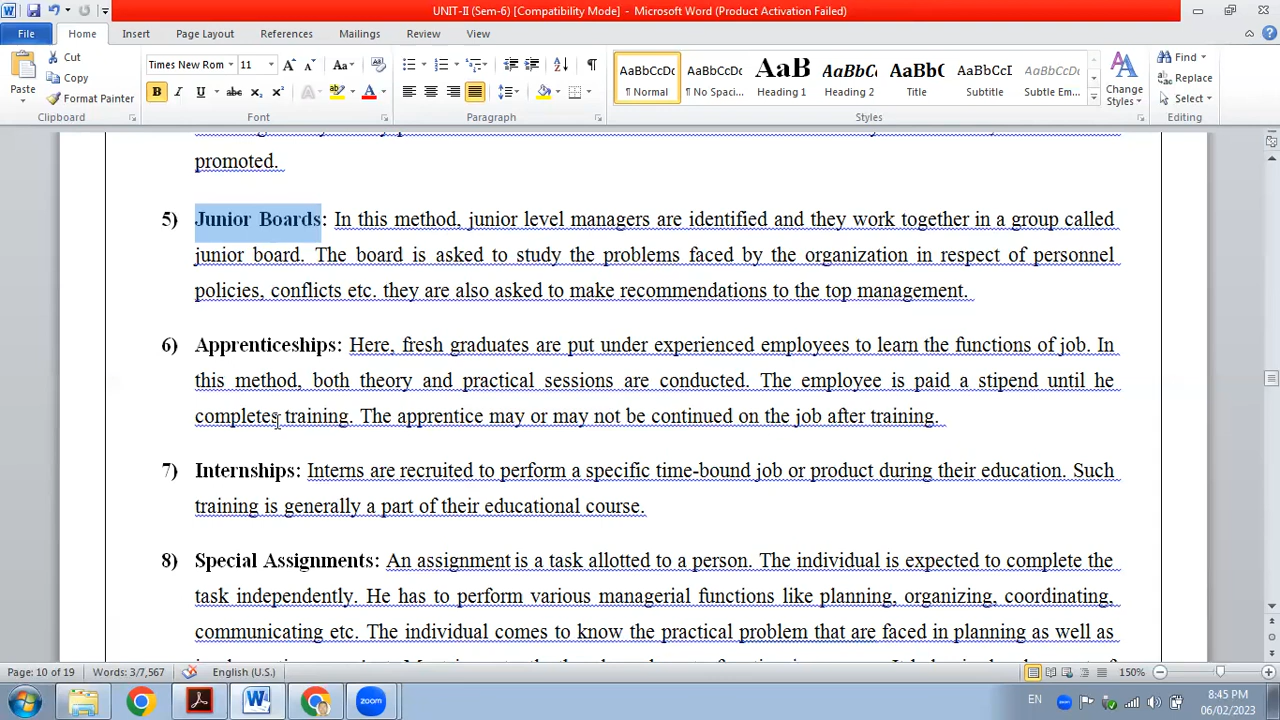 UNIT-II (Sem-6) [Compatibility Mode] - Microsoft Word (Product Activation Failed)
File Home Insert Page Layout References Mailings Review View
Paste
Cut
Copy
Format Painter
Clipboard
Times New Rom 11
Font
Paragraph
AaBbCcDc AaBbCcDc AaB AaBbCc AaBbC AaBbCcD AaBbCcDc
¶ Normal ¶ No Spaci... Heading 1 Heading 2 Title Subtitle Subtle Em...
Styles
Change Styles
Find
Replace
Select
Editing
promoted.
5) Junior Boards: In this method, junior level managers are identified and they work together in a group called
junior board. The board is asked to study the problems faced by the organization in respect of personnel
policies, conflicts etc. they are also asked to make recommendations to the top management.
6) Apprenticeships: Here, fresh graduates are put under experienced employees to learn the functions of job. In
this method, both theory and practical sessions are conducted. The employee is paid a stipend until he
completes training. The apprentice may or may not be continued on the job after training.
7) Internships: Interns are recruited to perform a specific time-bound job or product during their education. Such
training is generally a part of their educational course.
8) Special Assignments: An assignment is a task allotted to a person. The individual is expected to complete the
task independently. He has to perform various managerial functions like planning, organizing, coordinating,
communicating etc. The individual comes to know the practical problem that are faced in planning as well as
Page: 10 of 19 Words: 3/7,567 English (U.S.) 150%
zoom
EN
8:45 PM
06/02/2023